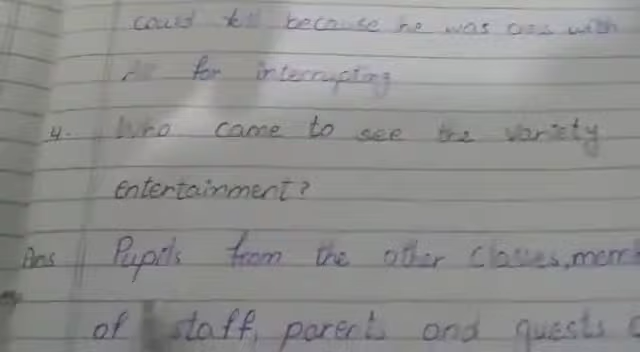 because he was with
for interrupting
4. Who came to see the variety
entertainment?
Ans Pupils from the other classes,
of staff, parents and guests